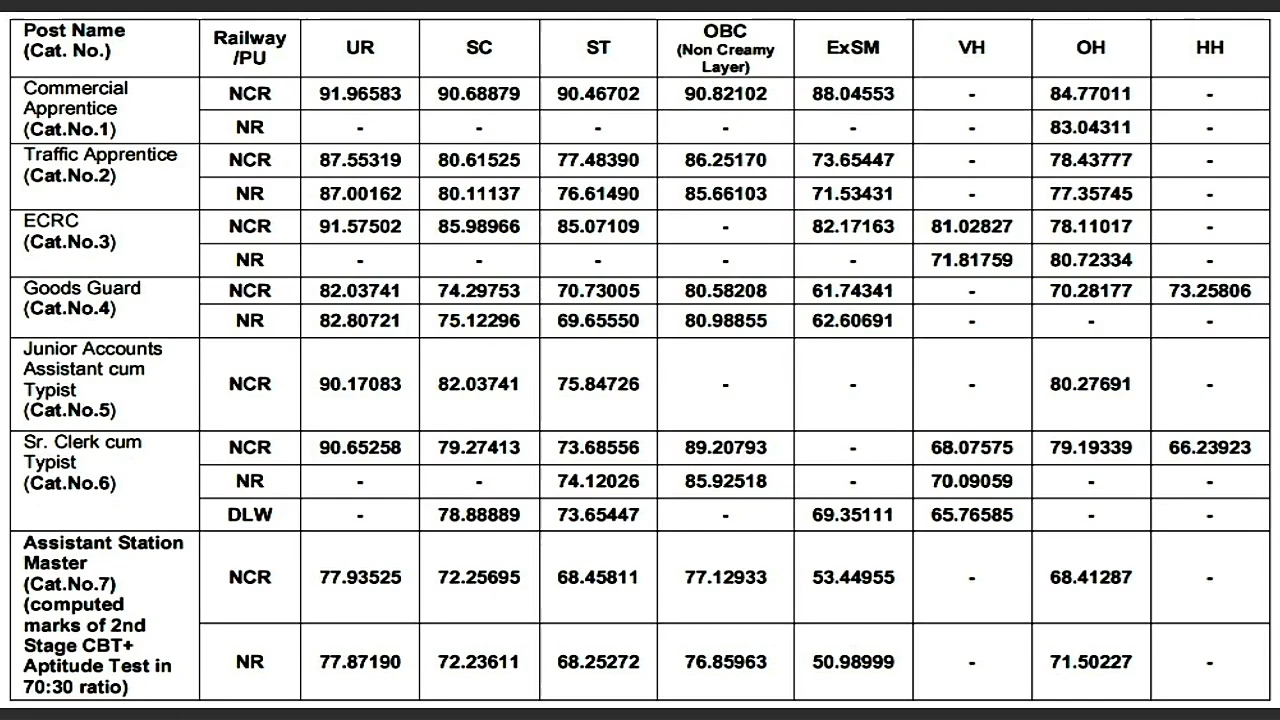 Post Name (Cat. No.) Railway /PU UR SC ST OBC (Non Creamy Layer) ExSM VH OH HH
Commercial Apprentice (Cat.No.1) NCR 91.96583 90.68879 90.46702 90.82102 88.04553 - 84.77011 -
NR - - - - - - 83.04311 -
Traffic Apprentice (Cat.No.2) NCR 87.55319 80.61525 77.48390 86.25170 73.65447 - 78.43777 -
NR 87.00162 80.11137 76.61490 85.66103 71.53431 - 77.35745 -
ECRC (Cat.No.3) NCR 91.57502 85.98966 85.07109 - 82.17163 81.02827 78.11017 -
NR - - - - - 71.81759 80.72334 -
Goods Guard (Cat.No.4) NCR 82.03741 74.29753 70.73005 80.58208 61.74341 - 70.28177 73.25806
NR 82.80721 75.12296 69.65550 80.98855 62.60691 - - -
Junior Accounts Assistant cum Typist (Cat.No.5) NCR 90.17083 82.03741 75.84726 - - - 80.27691 -
Sr. Clerk cum Typist (Cat.No.6) NCR 90.65258 79.27413 73.68556 89.20793 - 68.07575 79.19339 66.23923
NR - - 74.12026 85.92518 - 70.09059 - -
DLW - 78.88889 73.65447 - 69.35111 65.76585 - -
Assistant Station Master (Cat.No.7) (computed marks of 2nd Stage CBT+ Aptitude Test in 70:30 ratio) NCR 77.93525 72.25695 68.45811 77.12933 53.44955 - 68.41287 -
NR 77.87190 72.23611 68.25272 76.85963 50.98999 - 71.50227 -